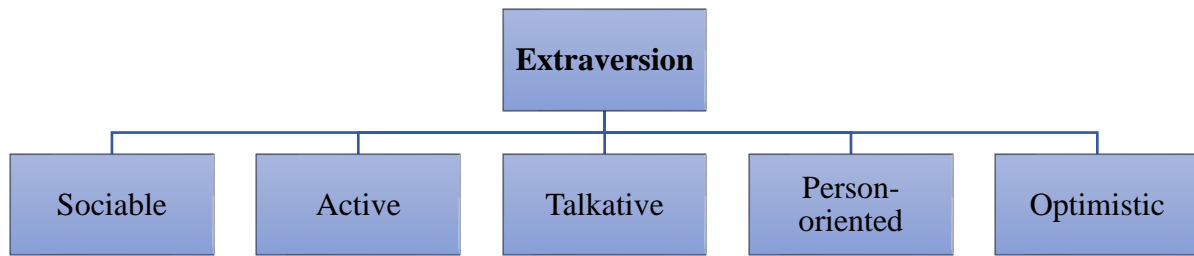 Extraversion
Sociable
Active
Talkative
Person-
oriented
Optimistic